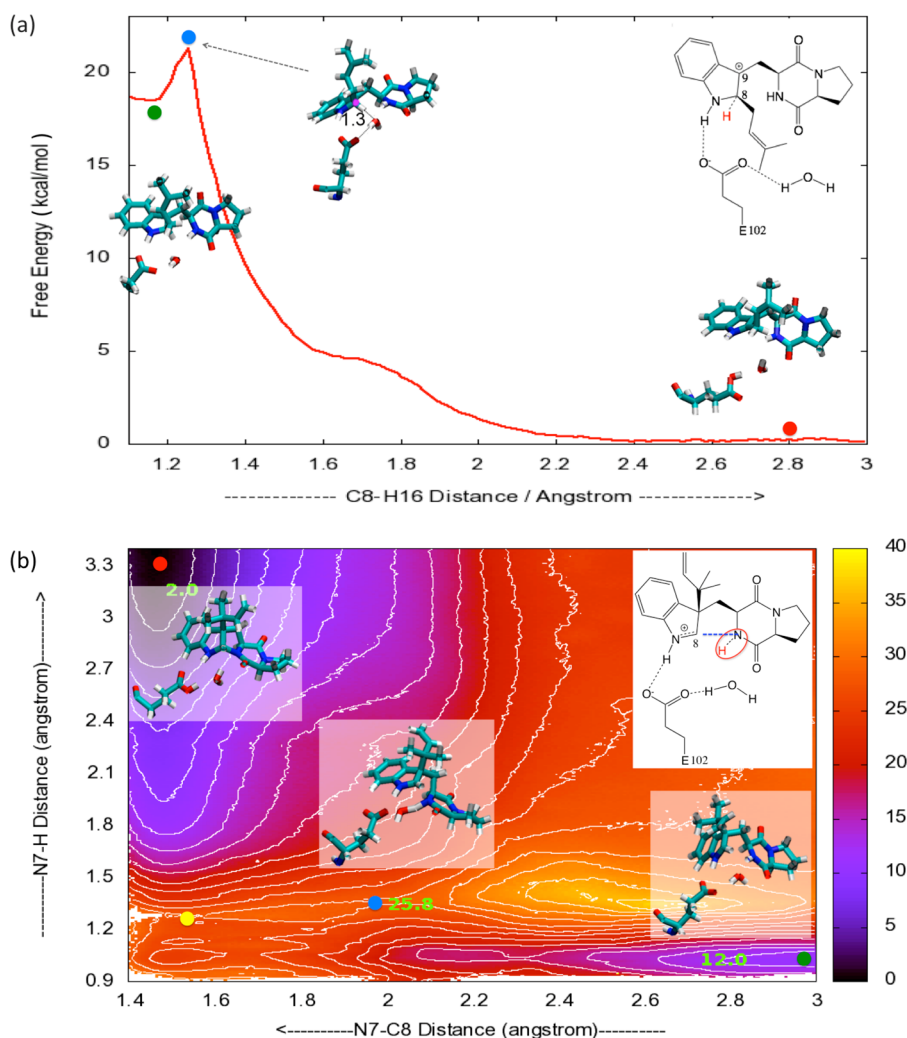 (a)
Free Energy (kcal/mol)
20
15
10
5
0
1.2
1.4
1.6
1.8
2
2.2
2.4
2.6
2.8
3
-------------- C8-H16 Distance / Angstrom -------------->
1.3
⊕
9
8
N
H
H
O
NH
N
O
O
O
H
O
H
E102
(b)
N7-H Distance (angstrom)
3.3
3
2.7
2.4
2.1
1.8
1.5
1.2
0.9
1.4
1.6
1.8
2
2.2
2.4
2.6
2.8
3
<----------N7-C8 Distance (angstrom)----------
2.0
25.8
12.0
⊕
N
8
H
O
N
H
N
O
O
O
H
O
H
E102
40
35
30
25
20
15
10
5
0